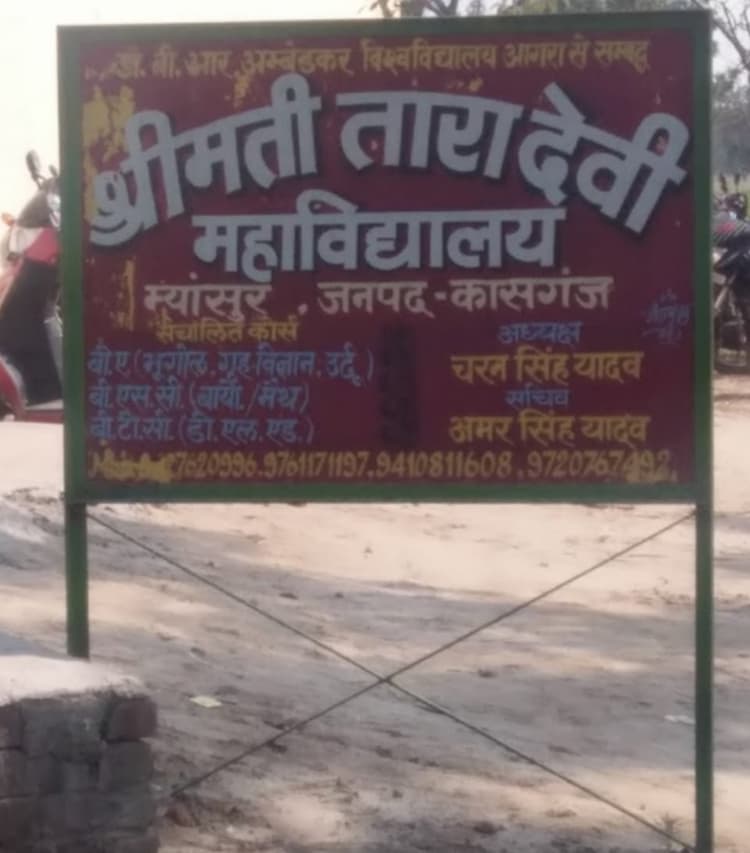 डा. बी. आर. अम्बेडकर विश्वविद्यालय आगरा से सम्बद्ध
श्रीमती तारा देवी
महाविद्यालय
म्यांसुर , जनपद-कासगंज
संचालित कोर्स
बी.ए (भूगोल, गृह विज्ञान, उर्दू)
बी.एस.सी. (बायो./मैथ)
बी.टी.सी. (डी.एल.एड.)
अध्यक्ष
चरन सिंह यादव
सचिव
अमर सिंह यादव
7620996, 9761171197, 9410811608, 9720767492